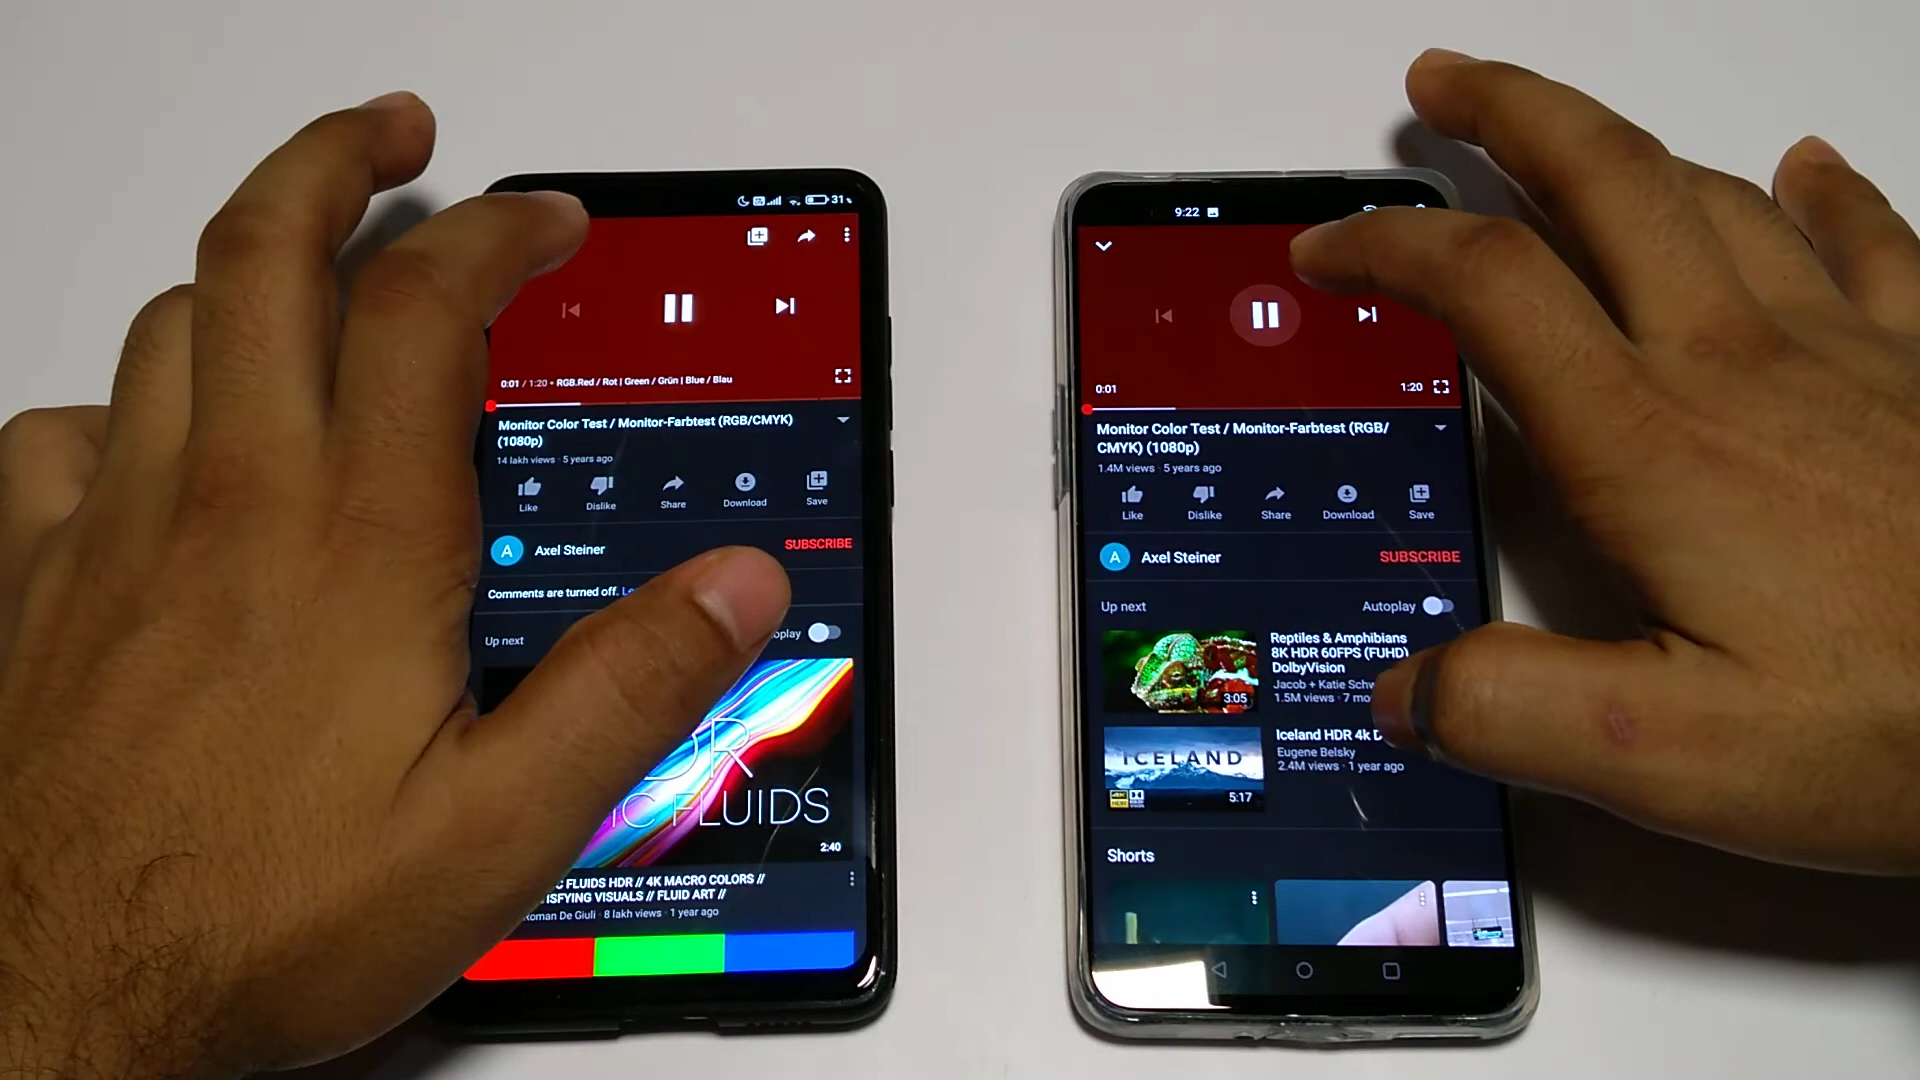 31
0:01 / 1:20 • RGB.Red / Rot | Green / Grün | Blue / Blau
Monitor Color Test / Monitor-Farbtest (RGB/CMYK)
(1080p)
14 lakh views · 5 years ago
Like
Dislike
Share
Download
Save
A
Axel Steiner
SUBSCRIBE
Comments are turned off.
Up next
FLUIDS
2:40
FLUIDS HDR // 4K MACRO COLORS //
VISUALS // FLUID ART //
De Giuli · 8 lakh views · 1 year ago
9:22
0:01
1:20
Monitor Color Test / Monitor-Farbtest (RGB/
CMYK) (1080p)
1.4M views · 5 years ago
Like
Dislike
Share
Download
Save
A
Axel Steiner
SUBSCRIBE
Up next
Autoplay
3:05
Reptiles & Amphibians
8K HDR 60FPS (FUHD)
DolbyVision
Jacob + Katie
1.5M views · 7
ICELAND
5:17
Iceland HDR 4k
Eugene Belsky
2.4M views · 1 year ago
Shorts